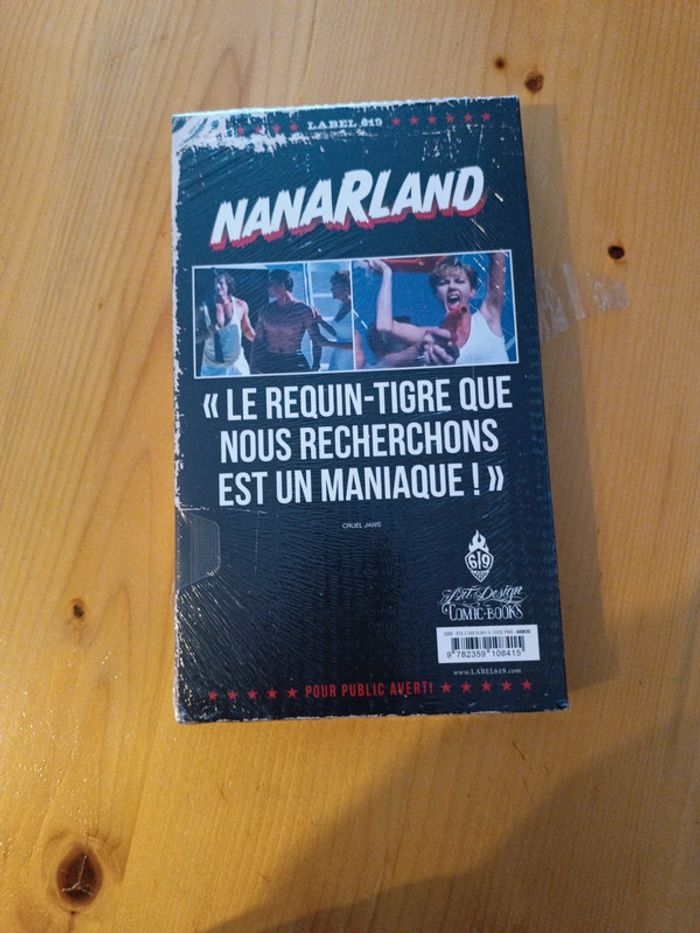 LABEL 619
NANARLAND
« LE REQUIN-TIGRE QUE
NOUS RECHERCHONS
EST UN MANIAQUE ! »
CRUEL JAWS
619
Art Design
& COMIC-BOOKS
9 782359 108415
www.LABEL619.com
POUR PUBLIC AVERTI